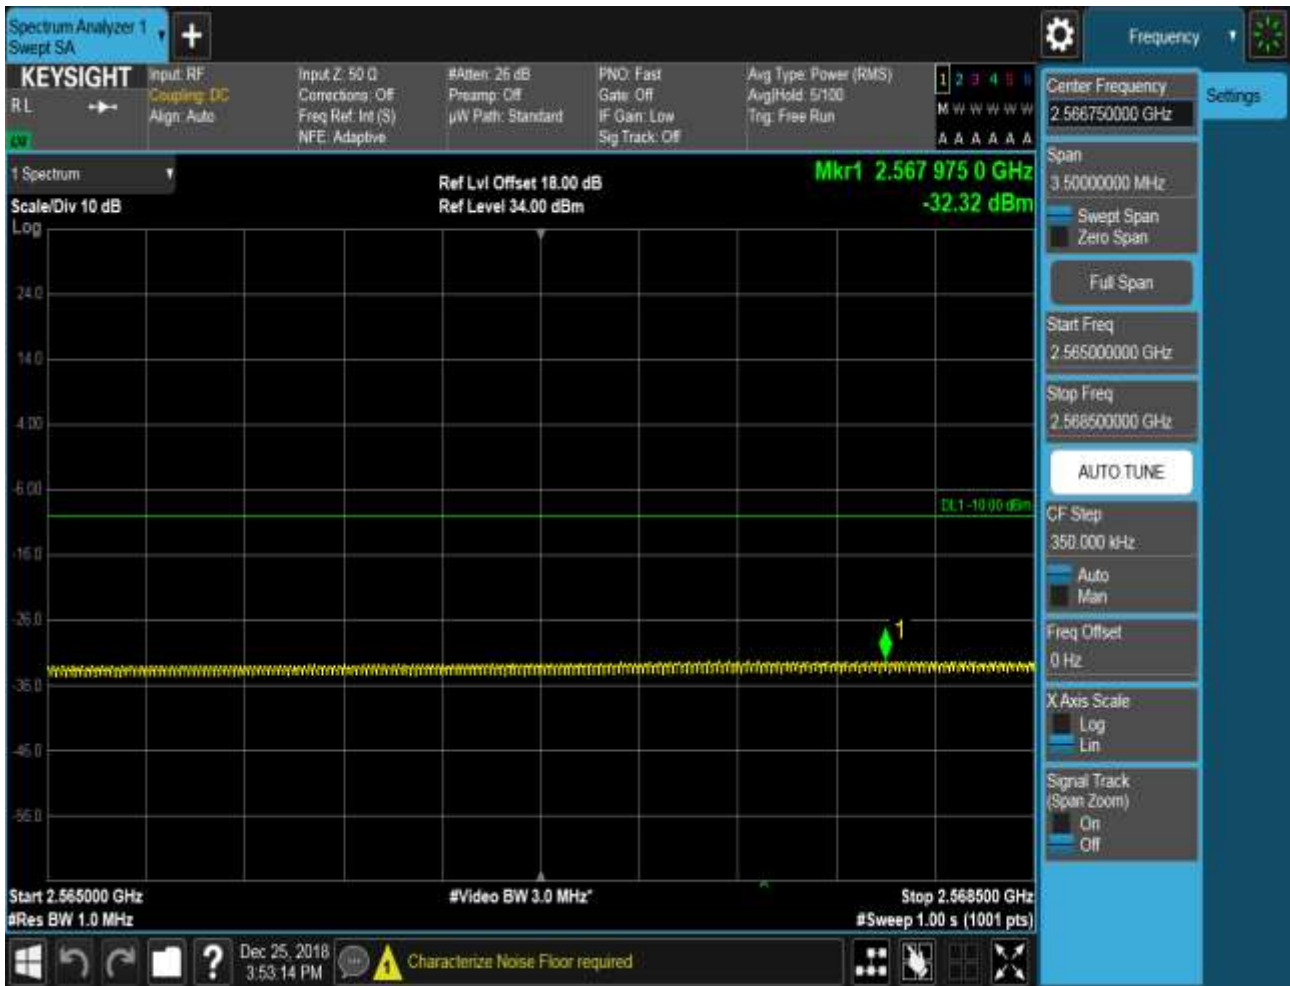 Spectrum Analyzer 1
Swept SA
Frequency
KEYSIGHT
RL
Input: RF
Coupling: DC
Align: Auto
Input Z: 50 Ω
Corrections: Off
Freq Ref: Int (S)
NFE: Adaptive
#Atten: 26 dB
Preamp: Off
µW Path: Standard
PNO: Fast
Gate: Off
IF Gain: Low
Sig Track: Off
Avg Type: Power (RMS)
Avg|Hold: 5/100
Trig: Free Run
1 2 3 4 5 6
M W W W W W
A A A A A A
1 Spectrum
Scale/Div 10 dB
Ref Lvl Offset 18.00 dB
Ref Level 34.00 dBm
Mkr1 2.567 975 0 GHz
-32.32 dBm
Log
24.0
14.0
4.00
-6.00
-16.0
-26.0
-36.0
-46.0
-56.0
DL1 -10.00 dBm
1
Start 2.565000 GHz
#Res BW 1.0 MHz
#Video BW 3.0 MHz*
Stop 2.568500 GHz
#Sweep 1.00 s (1001 pts)
Center Frequency
2.566750000 GHz
Settings
Span
3.50000000 MHz
Swept Span
Zero Span
Full Span
Start Freq
2.565000000 GHz
Stop Freq
2.568500000 GHz
AUTO TUNE
CF Step
350.000 kHz
Auto
Man
Freq Offset
0 Hz
X Axis Scale
Log
Lin
Signal Track
(Span Zoom)
On
Off
?
Dec 25, 2018
3:53:14 PM
1
Characterize Noise Floor required